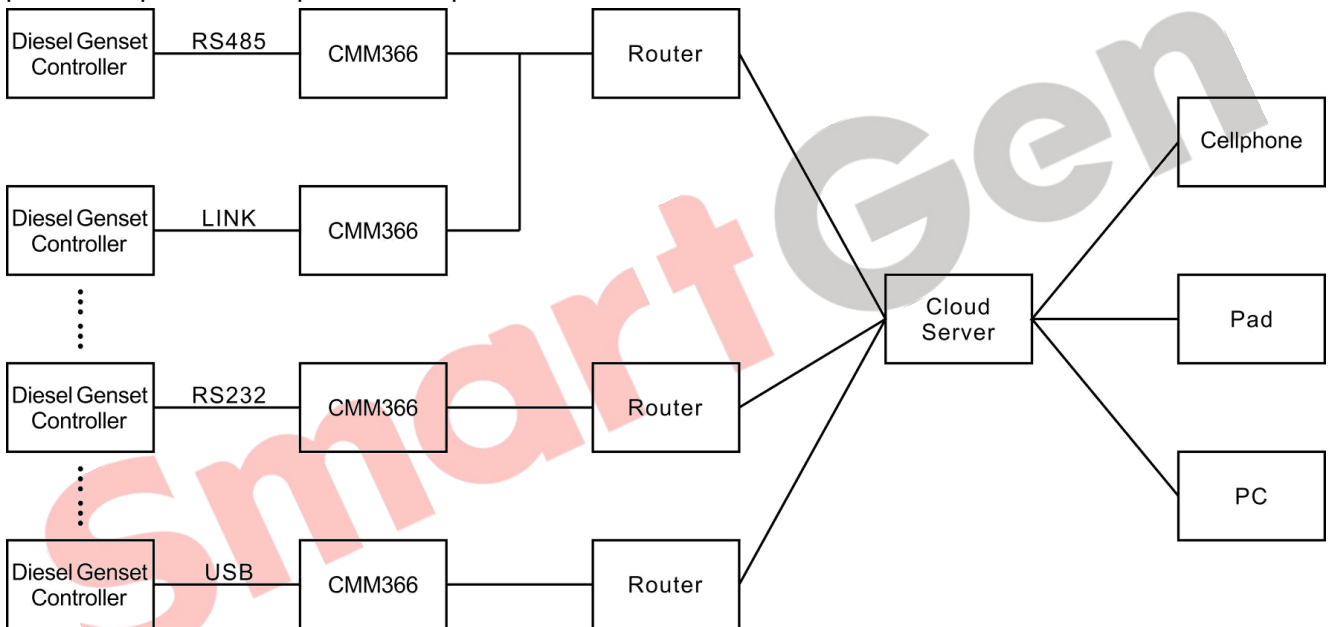 Diesel Genset
Controller
RS485
CMM366
Router
Diesel Genset
Controller
LINK
CMM366
Diesel Genset
Controller
RS232
CMM366
Router
Diesel Genset
Controller
USB
CMM366
Router
Cloud
Server
Cellphone
Pad
PC
SmartGen